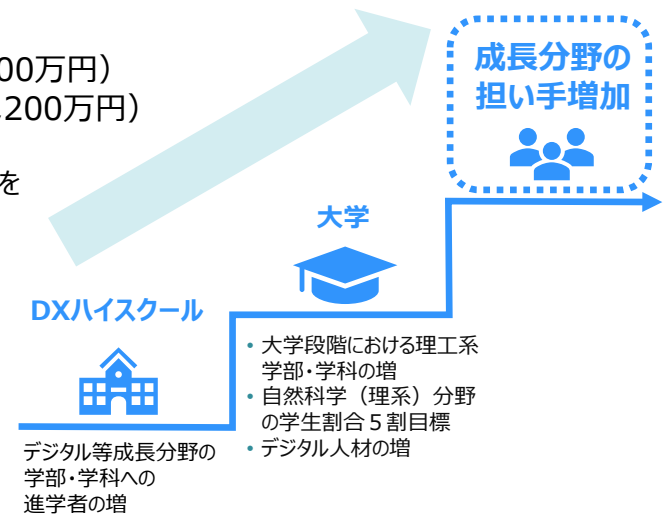 00万円）
200万円）
を
成長分野の
担い手増加
大学
DXハイスクール
• 大学段階における理工系
学部・学科の増
• 自然科学（理系）分野
の学生割合５割目標
• デジタル人材の増
デジタル等成長分野の
学部・学科への
進学者の増